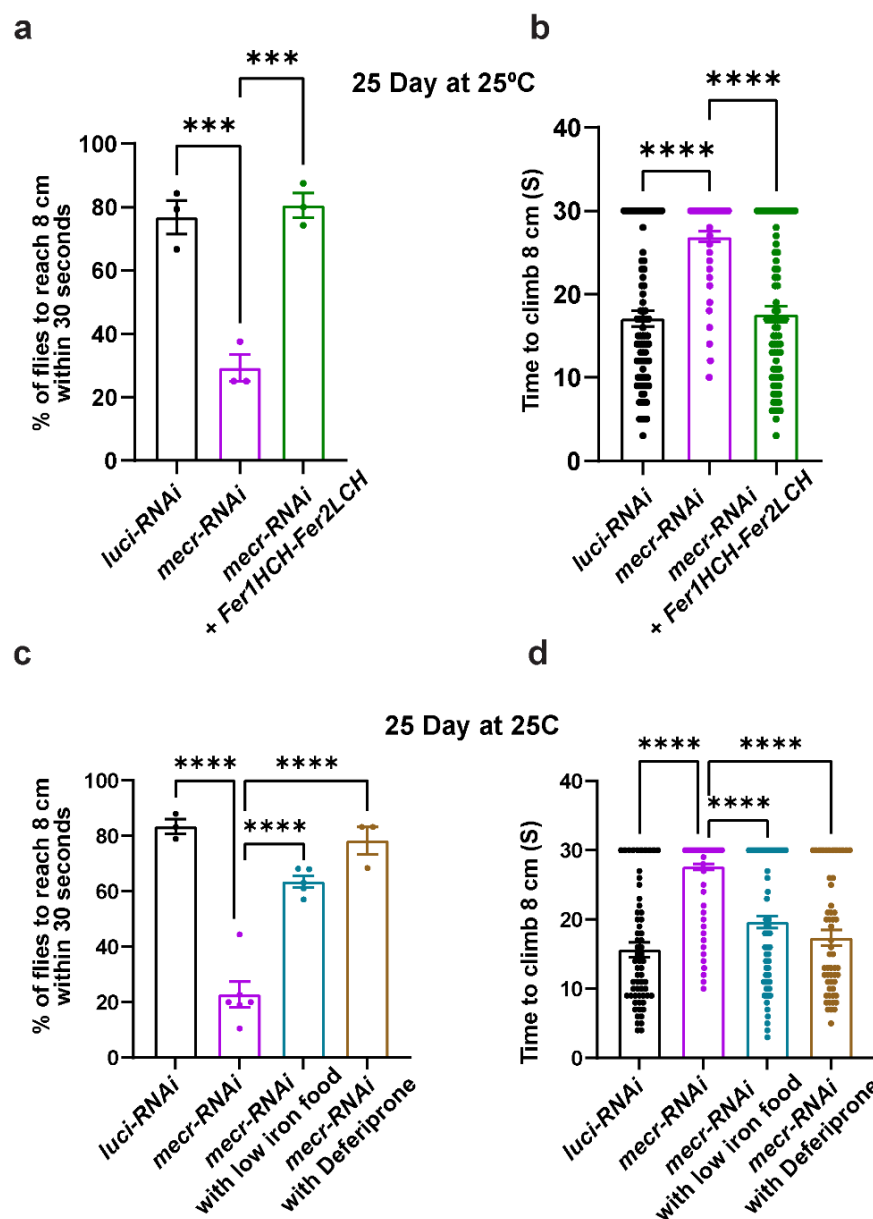 a
b
25 Day at 25ºC
***
***
% of flies to reach 8 cm
within 30 seconds
100
80
60
40
20
0
luci-RNAi
mecr-RNAi
mecr-RNAi
+ Fer1HCH-Fer2LCH
****
****
Time to climb 8 cm (S)
40
30
20
10
0
luci-RNAi
mecr-RNAi
mecr-RNAi
+ Fer1HCH-Fer2LCH
c
d
25 Day at 25C
****
****
****
% of flies to reach 8 cm
within 30 seconds
100
80
60
40
20
0
luci-RNAi
mecr-RNAi
mecr-RNAi
with low iron food
mecr-RNAi
with Deferiprone
****
****
****
Time to climb 8 cm (S)
40
30
20
10
0
luci-RNAi
mecr-RNAi
mecr-RNAi
with low iron food
mecr-RNAi
with Deferiprone